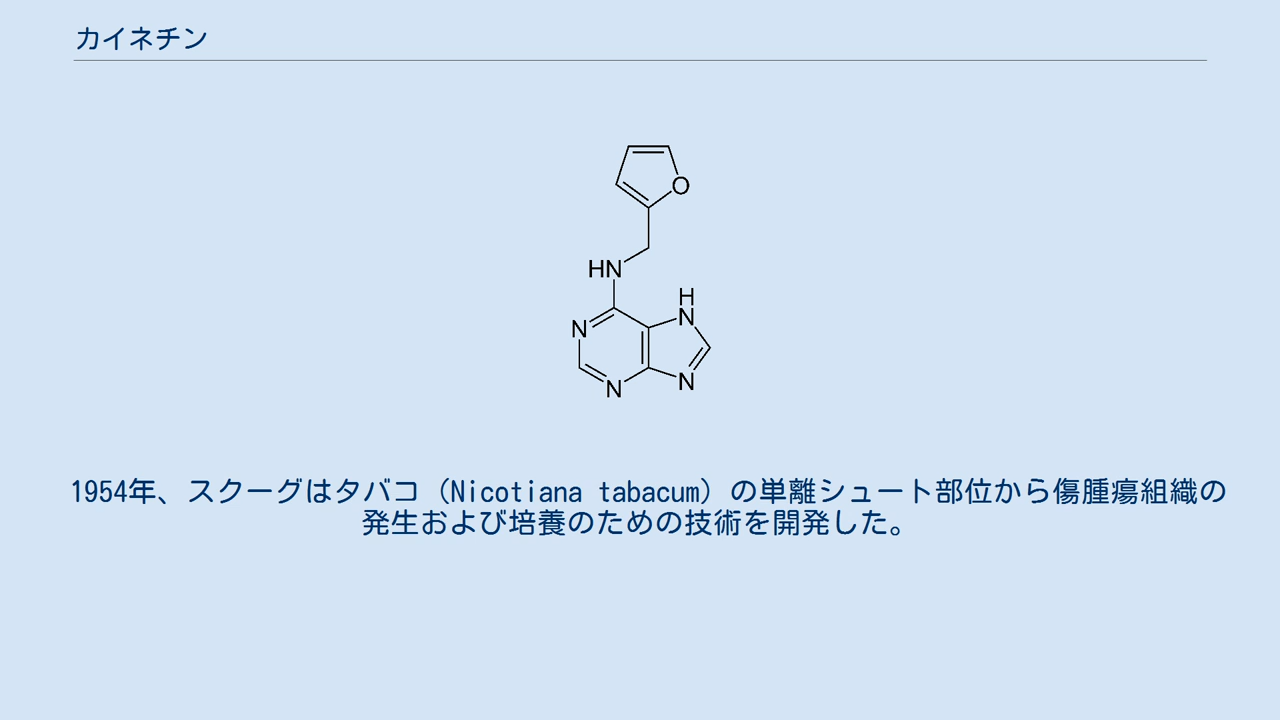 カイネチン
O
HN
H
N
N
N
N
1954年、スクーグはタバコ（Nicotiana tabacum）の単離シュート部位から傷腫瘍組織の
発生および培養のための技術を開発した。